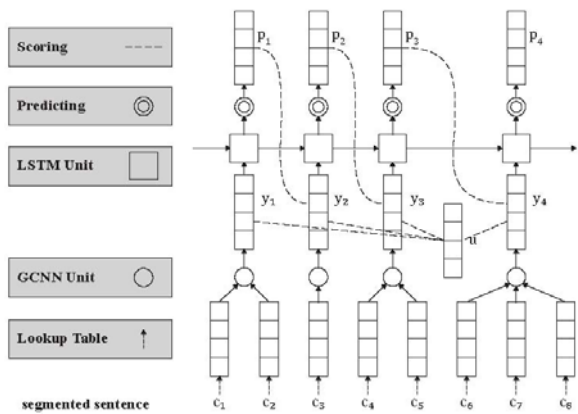 p₁ p₂ p₃ p₄
Scoring
Predicting
LSTM Unit
y₁ y₂ y₃ y₄
u
GCNN Unit
Lookup Table
segmented sentence c₁ c₂ c₃ c₄ c₅ c₆ c₇ c₈